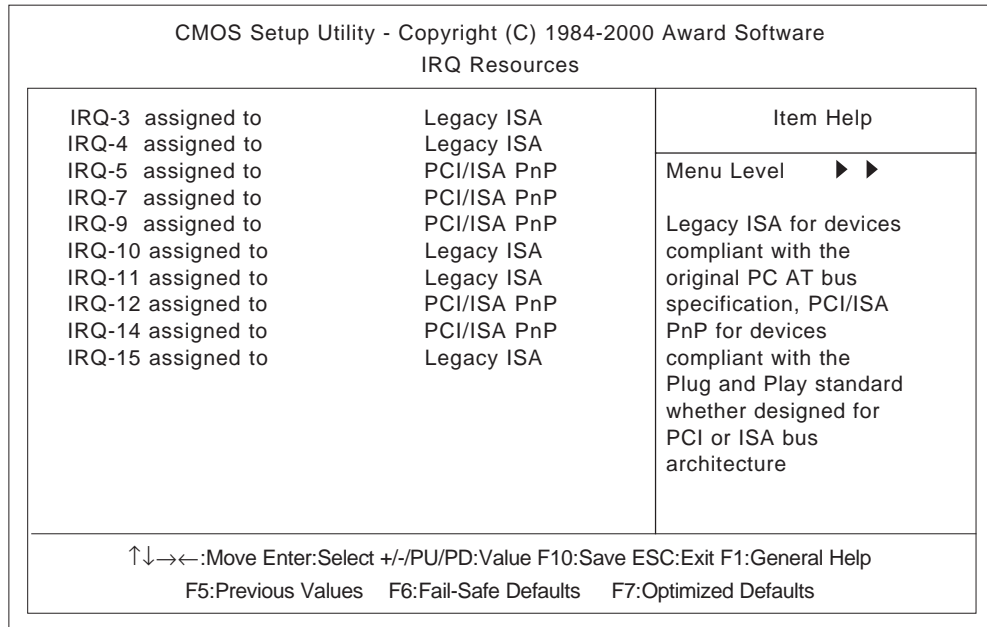 CMOS Setup Utility - Copyright (C) 1984-2000 Award Software
IRQ Resources
IRQ-3 assigned to Legacy ISA
IRQ-4 assigned to Legacy ISA
IRQ-5 assigned to PCI/ISA PnP
IRQ-7 assigned to PCI/ISA PnP
IRQ-9 assigned to PCI/ISA PnP
IRQ-10 assigned to Legacy ISA
IRQ-11 assigned to Legacy ISA
IRQ-12 assigned to PCI/ISA PnP
IRQ-14 assigned to PCI/ISA PnP
IRQ-15 assigned to Legacy ISA
Item Help
Menu Level ▶ ▶
Legacy ISA for devices
compliant with the
original PC AT bus
specification, PCI/ISA
PnP for devices
compliant with the
Plug and Play standard
whether designed for
PCI or ISA bus
architecture
↑↓→←:Move Enter:Select +/-/PU/PD:Value F10:Save ESC:Exit F1:General Help
F5:Previous Values F6:Fail-Safe Defaults F7:Optimized Defaults